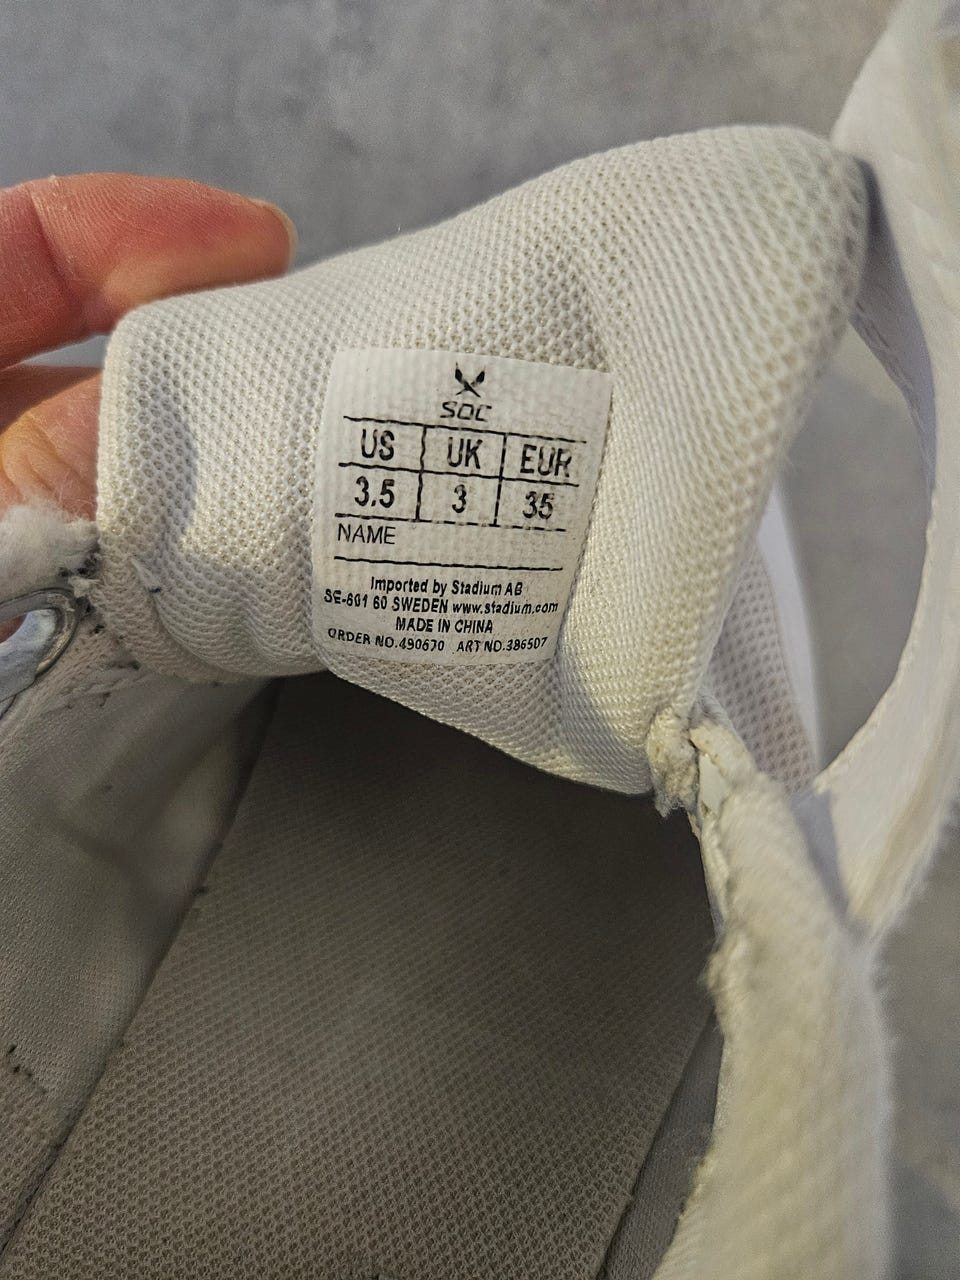 SOC
US UK EUR
3.5 3 35
NAME
Imported by Stadium AB
SE-601 60 SWEDEN www.stadium.com
MADE IN CHINA
ORDER NO.490670 ART NO.386507